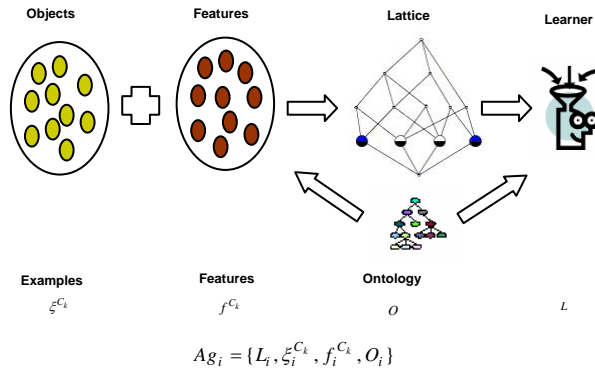 Objects Features Lattice Learner
Examples Features Ontology
ξ^{C_k} f^{C_k} O L
Ag_i = {L_i, ξ_i^{C_k}, f_i^{C_k}, O_i}